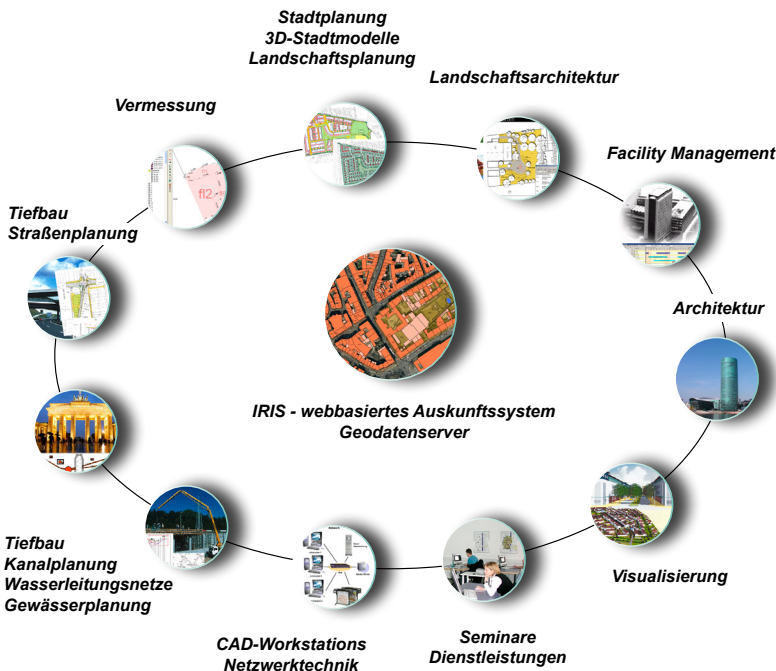 Stadtplanung
3D-Stadtmodelle
Landschaftsplanung
Landschaftsarchitektur
Vermessung
Facility Management
fl2
Tiefbau
Straßenplanung
Architektur
IRIS - webbasiertes Auskunftssystem
Geodatenserver
Tiefbau
Kanalplanung
Wasserleitungsnetze
Gewässerplanung
Visualisierung
CAD-Workstations
Netzwerktechnik
Seminare
Dienstleistungen